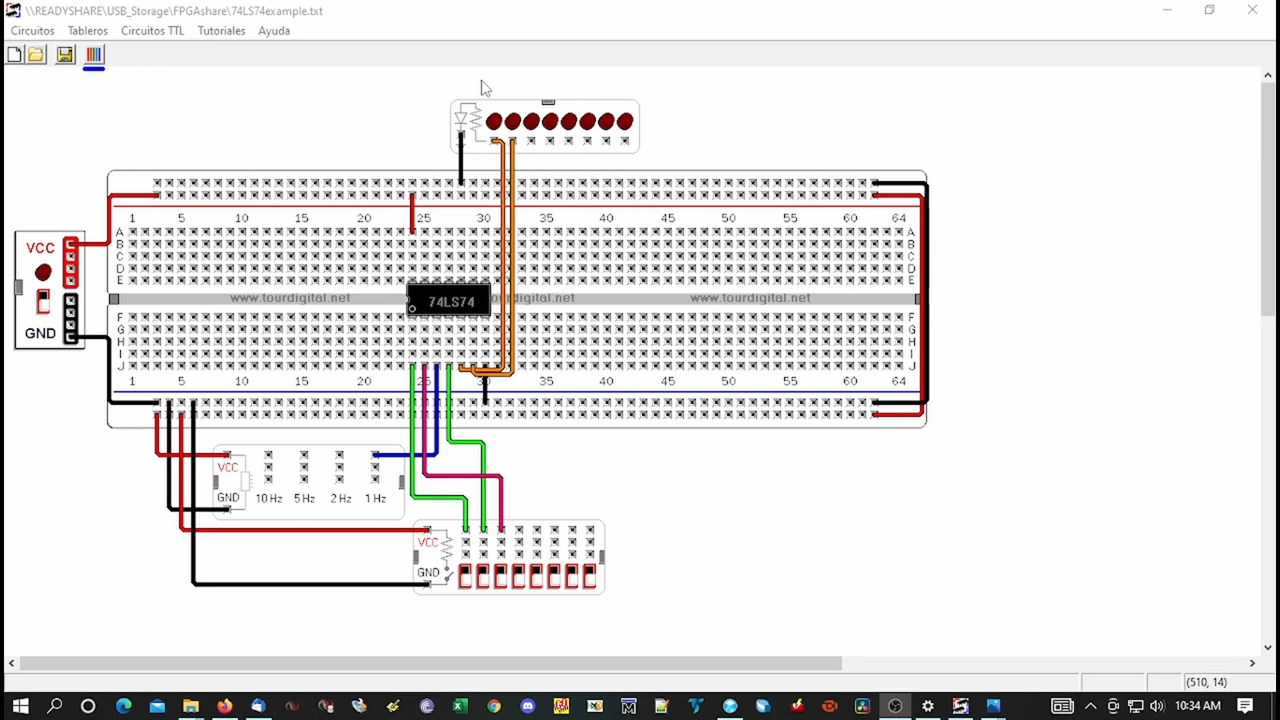 \\READYSHARE\USB_Storage\FPGAshare\74LS74example.txt
Circuitos Tableros Circuitos TTL Tutoriales Ayuda
1 5 10 15 20 25 30 35 40 45 50 55 60 64
A A
B B
C C
D D
E E
VCC
GND
www.tourdigital.net www.tourdigital.net www.tourdigital.net
74LS74
F F
G G
H H
I I
J J
1 5 10 15 20 25 30 35 40 45 50 55 60 64
VCC
GND 10 Hz 5 Hz 2 Hz 1 Hz
VCC
GND
(510, 14)
10:34 AM